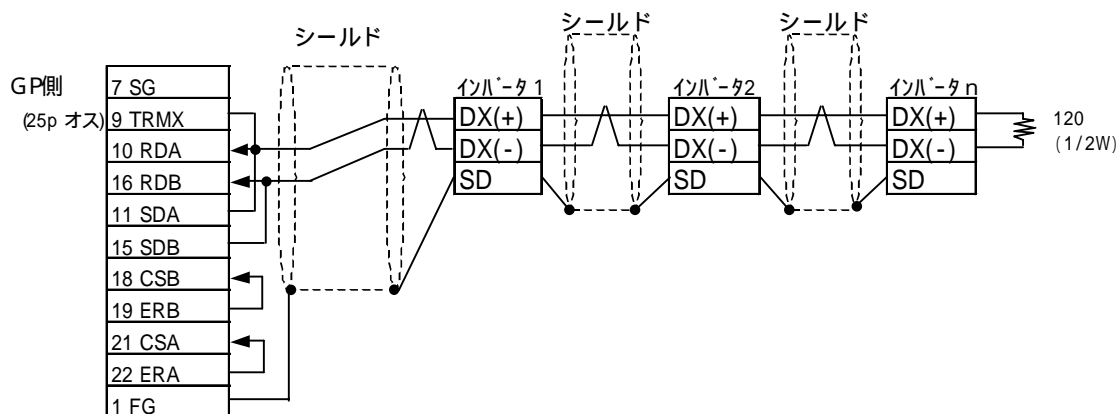 シールド
シールド
シールド
GP側
(25p オス)
7 SG
9 TRMX
10 RDA
16 RDB
11 SDA
15 SDB
18 CSB
19 ERB
21 CSA
22 ERA
1 FG
インバータ 1
DX(+)
DX(-)
SD
インバータ2
DX(+)
DX(-)
SD
インバータ n
DX(+)
DX(-)
SD
120
(1/2W)